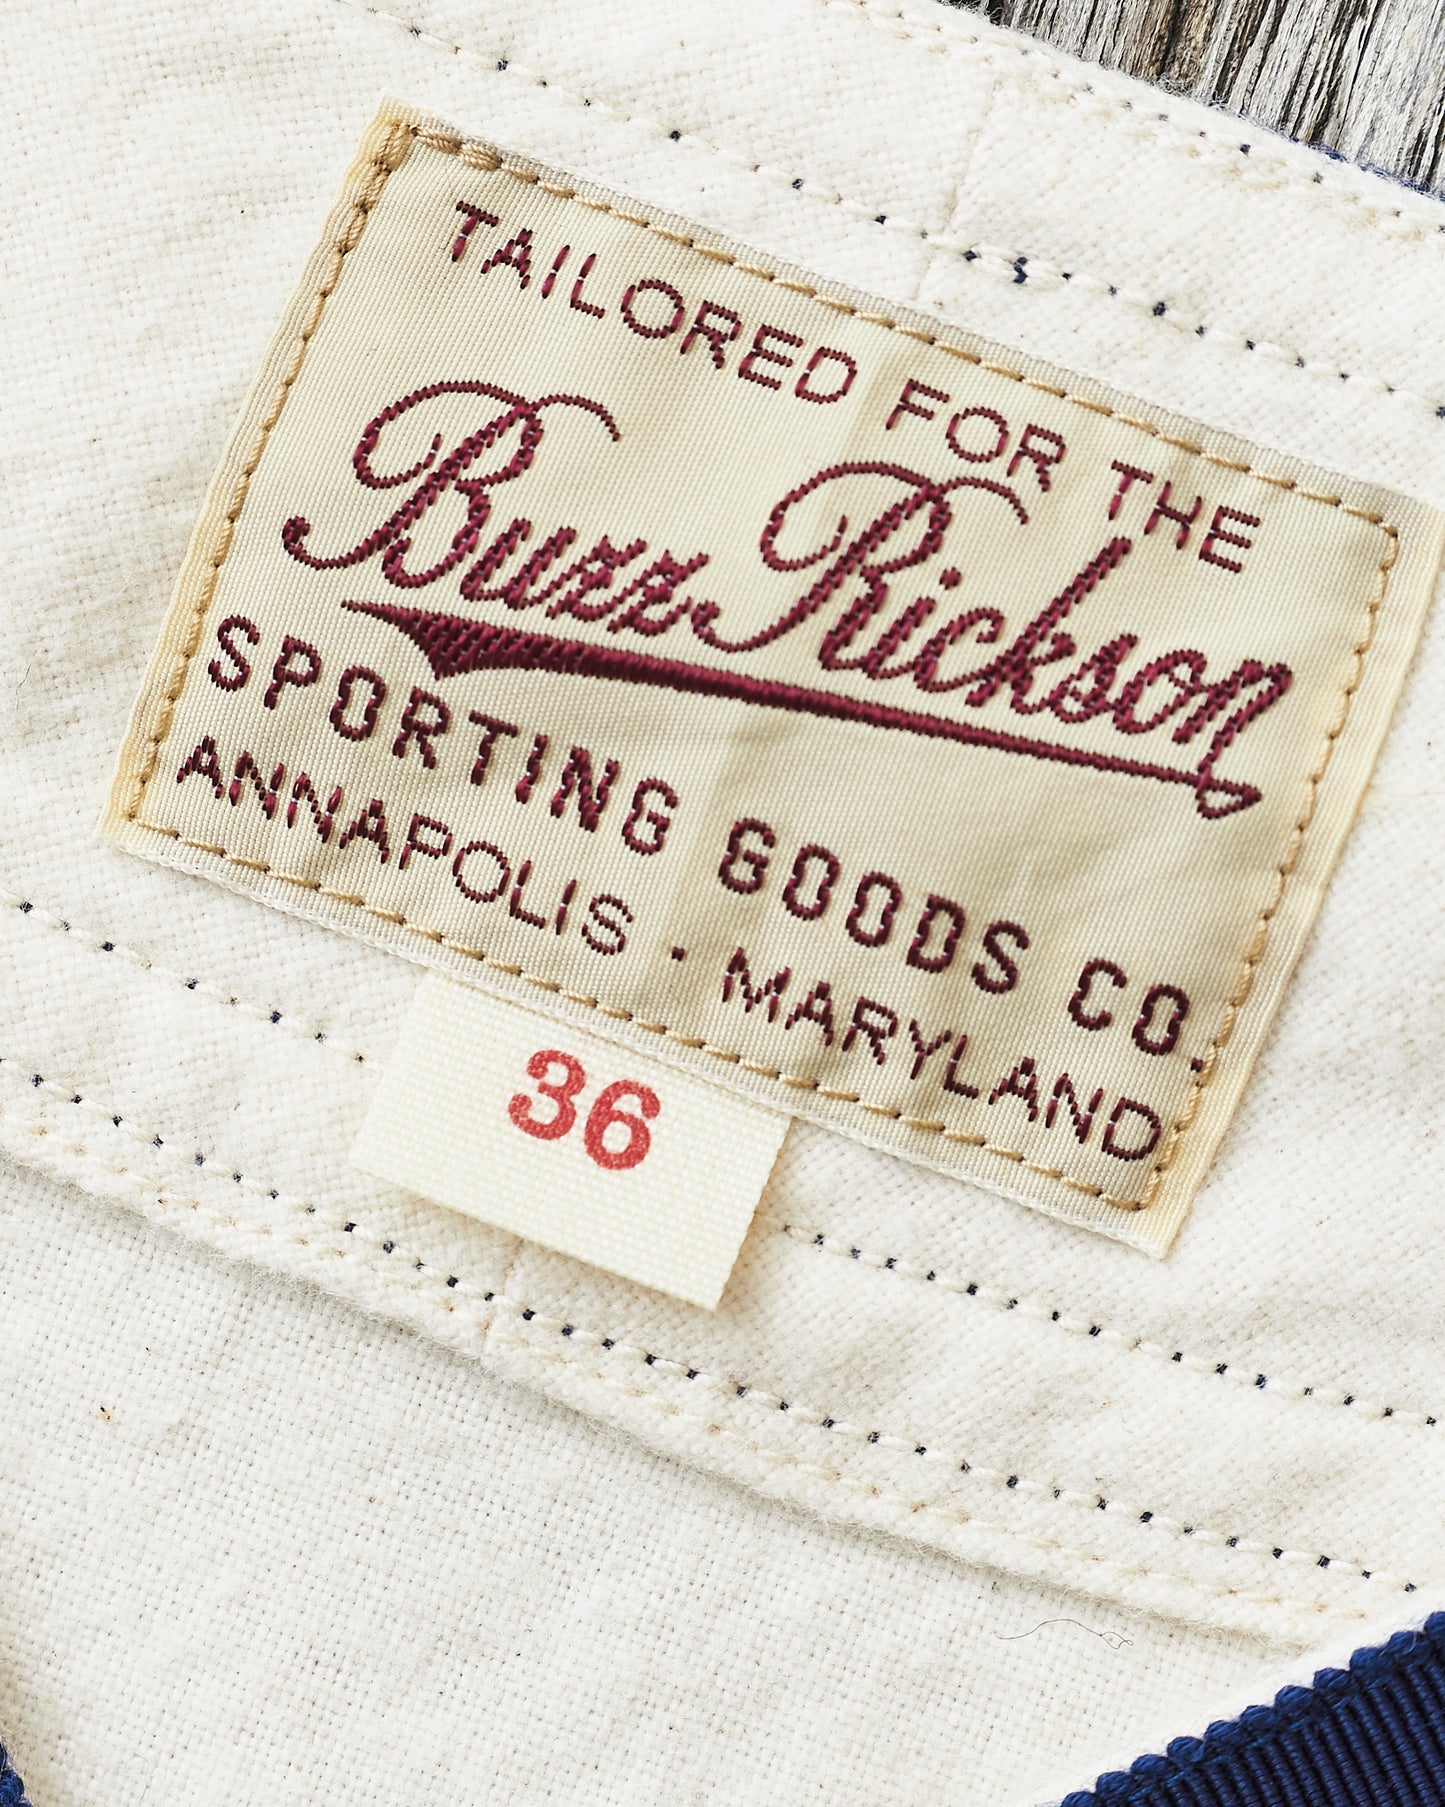 TAILORED FOR THE
Buzz Rickson
SPORTING GOODS CO.
ANNAPOLIS · MARYLAND
36